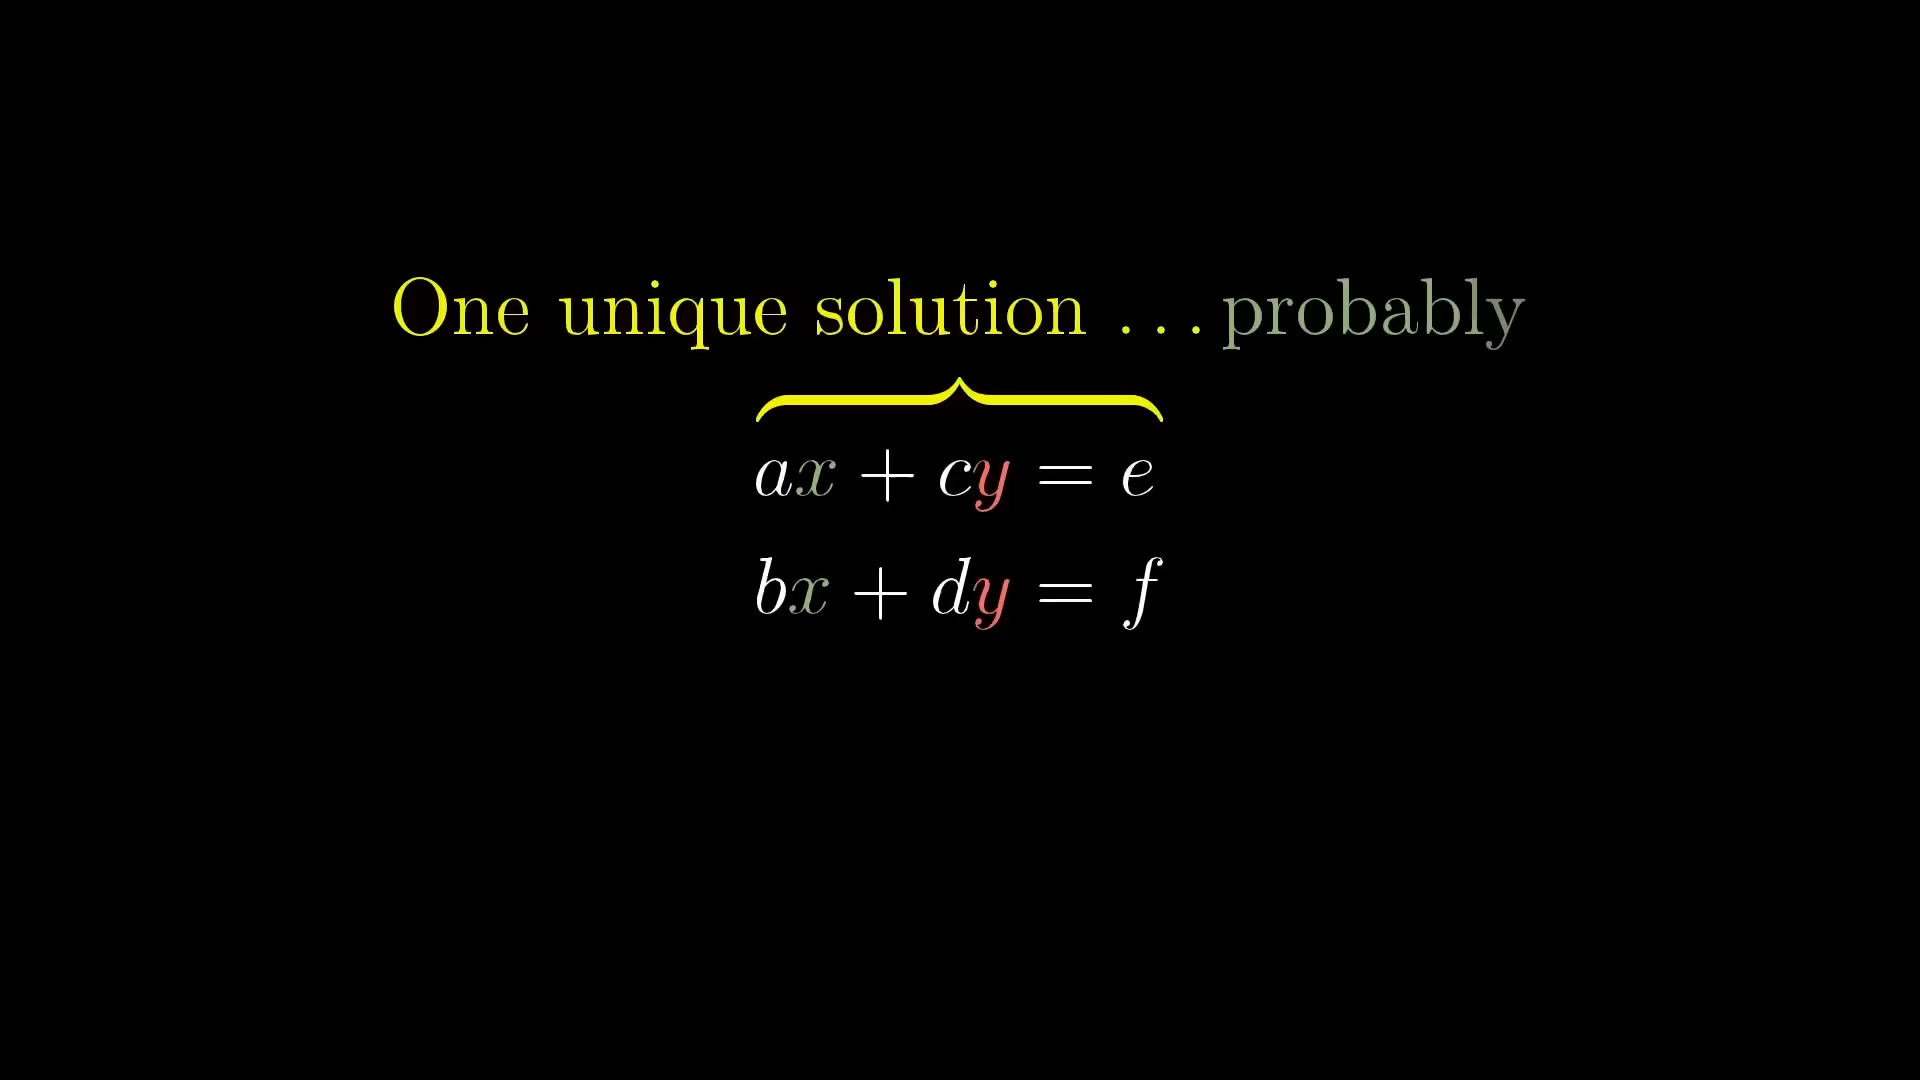 One unique solution ... probably
ax + cy = e
bx + dy = f